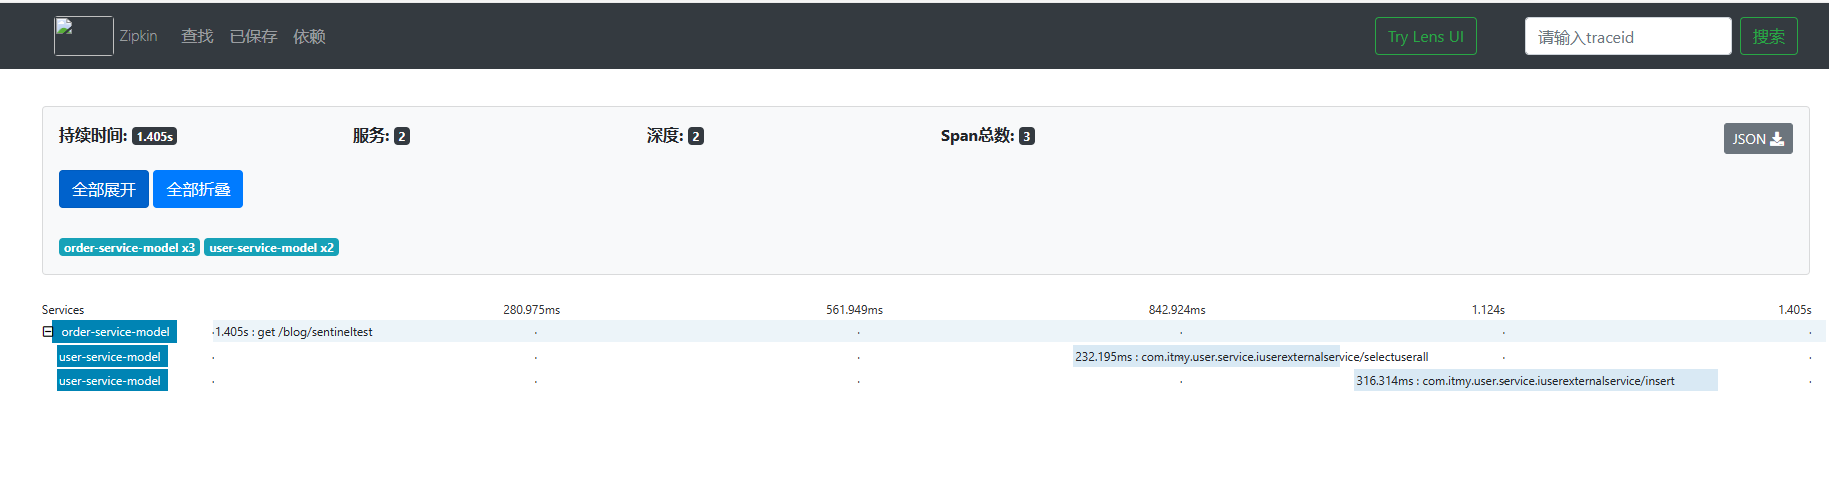 Zipkin 查找 已保存 依赖 Try Lens UI 请输入traceid 搜索
持续时间: 1.405s 服务: 2 深度: 2 Span总数: 3 JSON
全部展开 全部折叠
order-service-model x3 user-service-model x2
Services 280.975ms 561.949ms 842.924ms 1.124s 1.405s
order-service-model 1.405s : get /blog/sentineltest
user-service-model 232.195ms : com.itmy.user.service.iuserexternalservice/selectuserall
user-service-model 316.314ms : com.itmy.user.service.iuserexternalservice/insert